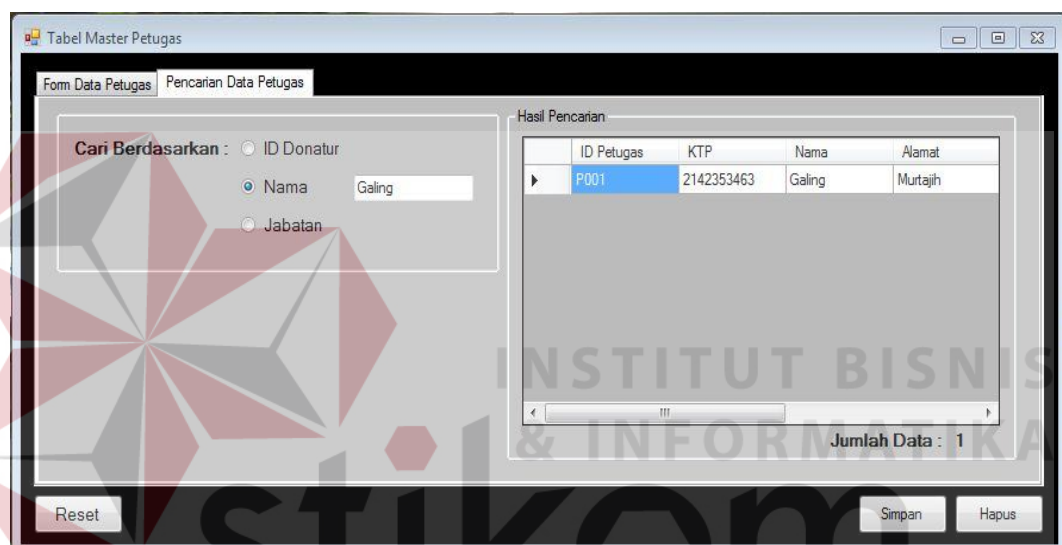 Tabel Master Petugas
Form Data Petugas Pencarian Data Petugas
Cari Berdasarkan : ID Donatur
Nama Galing
Jabatan
Hasil Pencarian
ID Petugas KTP Nama Alamat
P001 2142353463 Galing Murtajih
Jumlah Data : 1
Reset Simpan Hapus
INSTITUT BISNIS
& INFORMATIKA
stikom